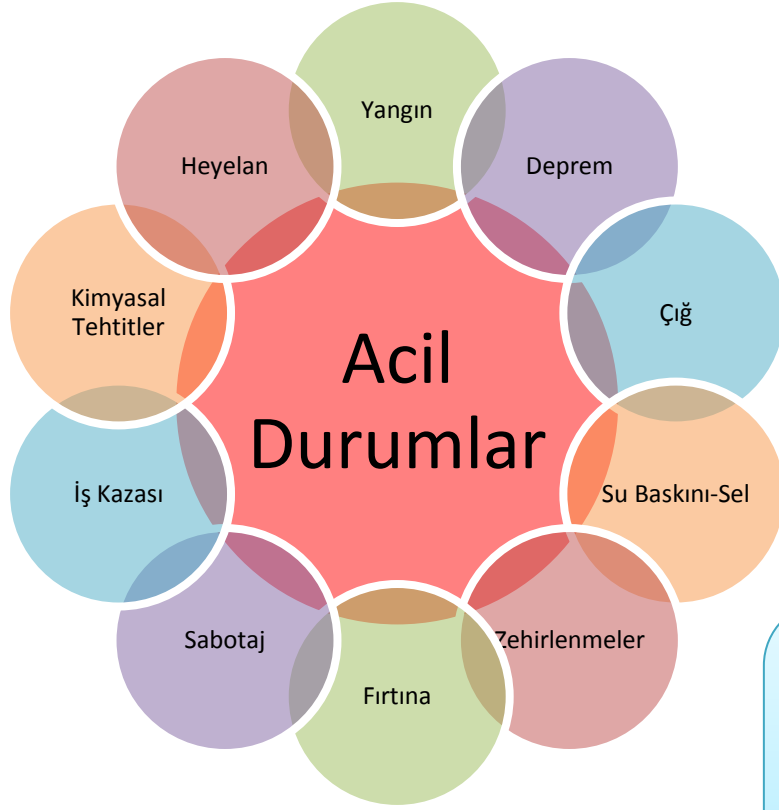 Yangın
Deprem
Çığ
Su Baskını-Sel
Zehirlenmeler
Fırtına
Sabotaj
İş Kazası
Kimyasal
Tehtitler
Heyelan
Acil
Durumlar